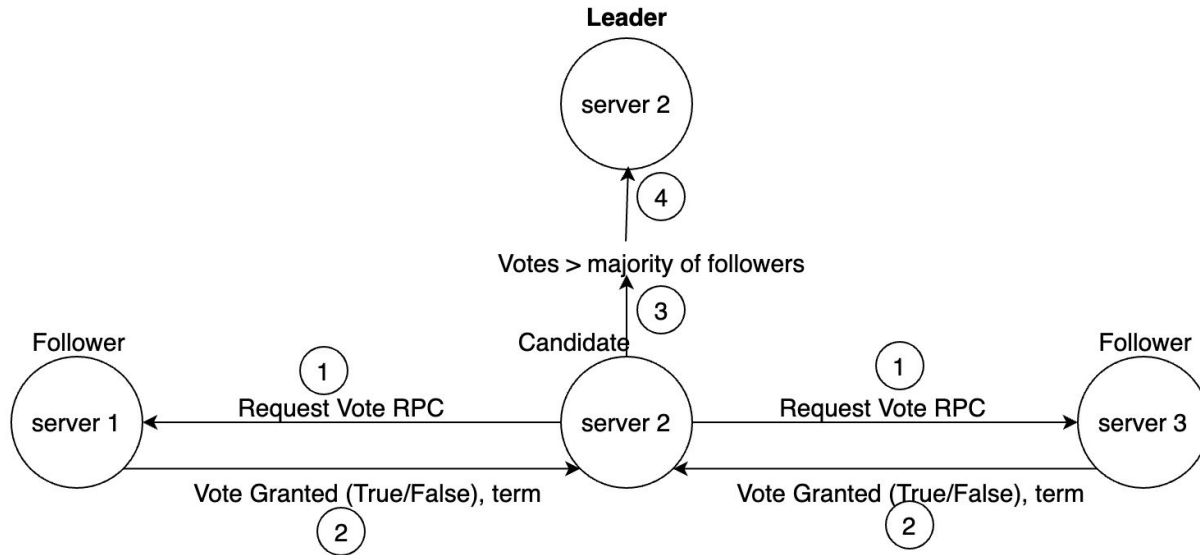 Leader
server 2
4
Votes > majority of followers
3
Follower
Candidate
Follower
1
1
server 1
Request Vote RPC
server 2
Request Vote RPC
server 3
Vote Granted (True/False), term
Vote Granted (True/False), term
2
2